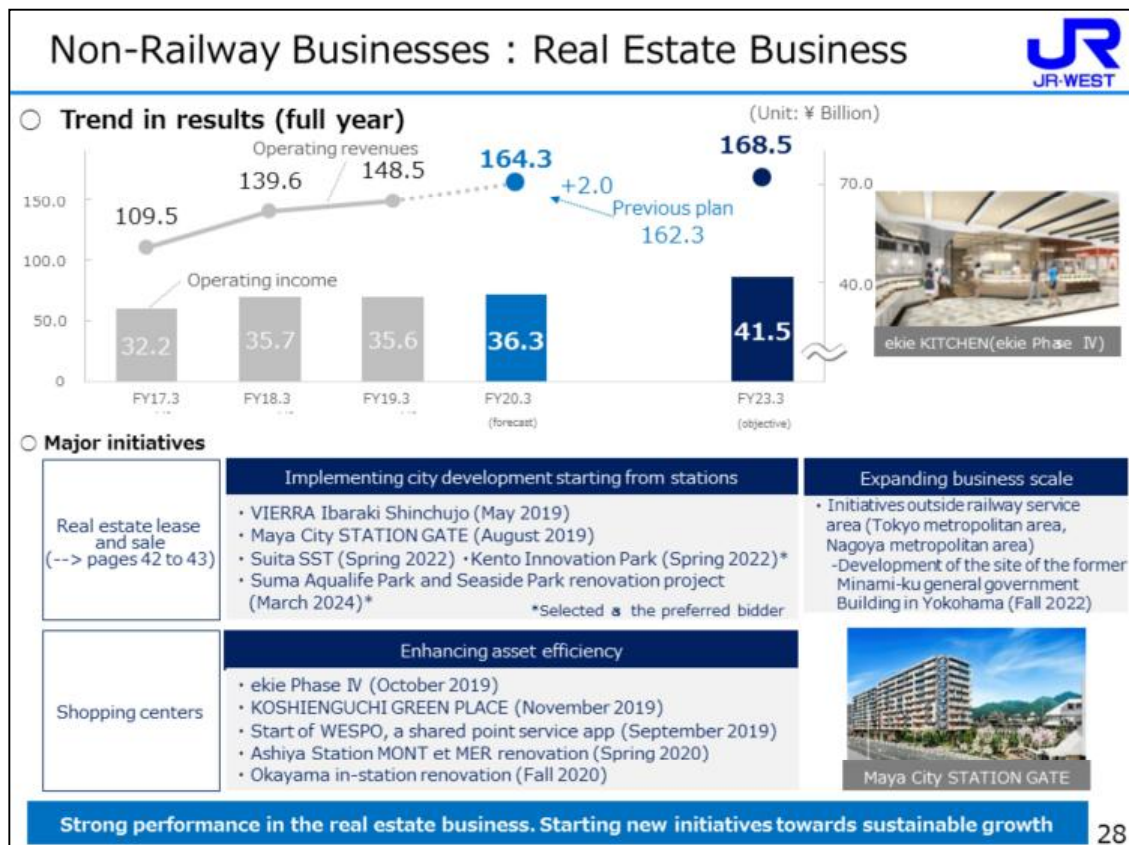 Non-Railway Businesses : Real Estate Business
JR
JR-WEST
○ Trend in results (full year)
(Unit: ¥ Billion)
Operating revenues
109.5
139.6
148.5
164.3
168.5
+2.0
Previous plan
162.3
150.0
100.0
50.0
0
70.0
40.0
Operating income
32.2
35.7
35.6
36.3
41.5
FY17.3
FY18.3
FY19.3
FY20.3
(forecast)
FY23.3
(objective)
ekie KITCHEN(ekie Phase Ⅳ)
○ Major initiatives
Real estate lease
and sale
(--> pages 42 to 43)
Implementing city development starting from stations
・VIERRA Ibaraki Shinchujo (May 2019)
・Maya City STATION GATE (August 2019)
・Suita SST (Spring 2022) ・Kento Innovation Park (Spring 2022)*
・Suma Aqualife Park and Seaside Park renovation project
(March 2024)*
*Selected as the preferred bidder
Expanding business scale
・Initiatives outside railway service
area (Tokyo metropolitan area,
Nagoya metropolitan area)
-Development of the site of the former
Minami-ku general government
Building in Yokohama (Fall 2022)
Shopping centers
Enhancing asset efficiency
・ekie Phase Ⅳ (October 2019)
・KOSHIENGUCHI GREEN PLACE (November 2019)
・Start of WESPO, a shared point service app (September 2019)
・Ashiya Station MONT et MER renovation (Spring 2020)
・Okayama in-station renovation (Fall 2020)
Maya City STATION GATE
Strong performance in the real estate business. Starting new initiatives towards sustainable growth
28